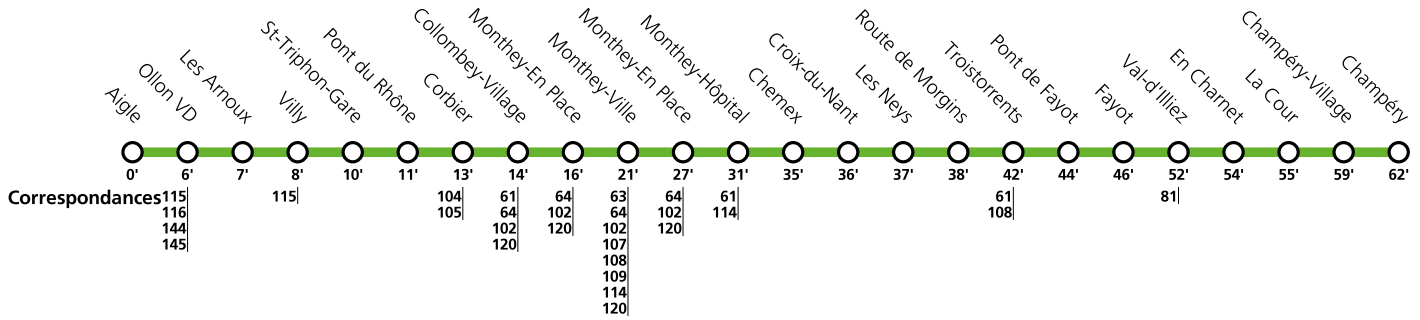 Aigle
Ollon VD
Les Arnoux
Villy
St-Triphon-Gare
Pont du Rhône
Corbier
Collombey-Village
Monthey-En Place
Monthey-Ville
Monthey-En Place
Monthey-Hôpital
Chemex
Croix-du-Nant
Les Neys
Route de Morgins
Troistorrents
Pont de Fayot
Fayot
Val-d'Illiez
En Charnet
La Cour
Champéry-Village
Champéry
0' 6' 7' 8' 10' 11' 13' 14' 16' 21' 27' 31' 35' 36' 37' 38' 42' 44' 46' 52' 54' 55' 59' 62'
Correspondances 115 115 104 61 64 63 64 61 61 81
116 105 64 102 64 102 114 108
144 102 120 102 120
145 120 107
108
109
114
120